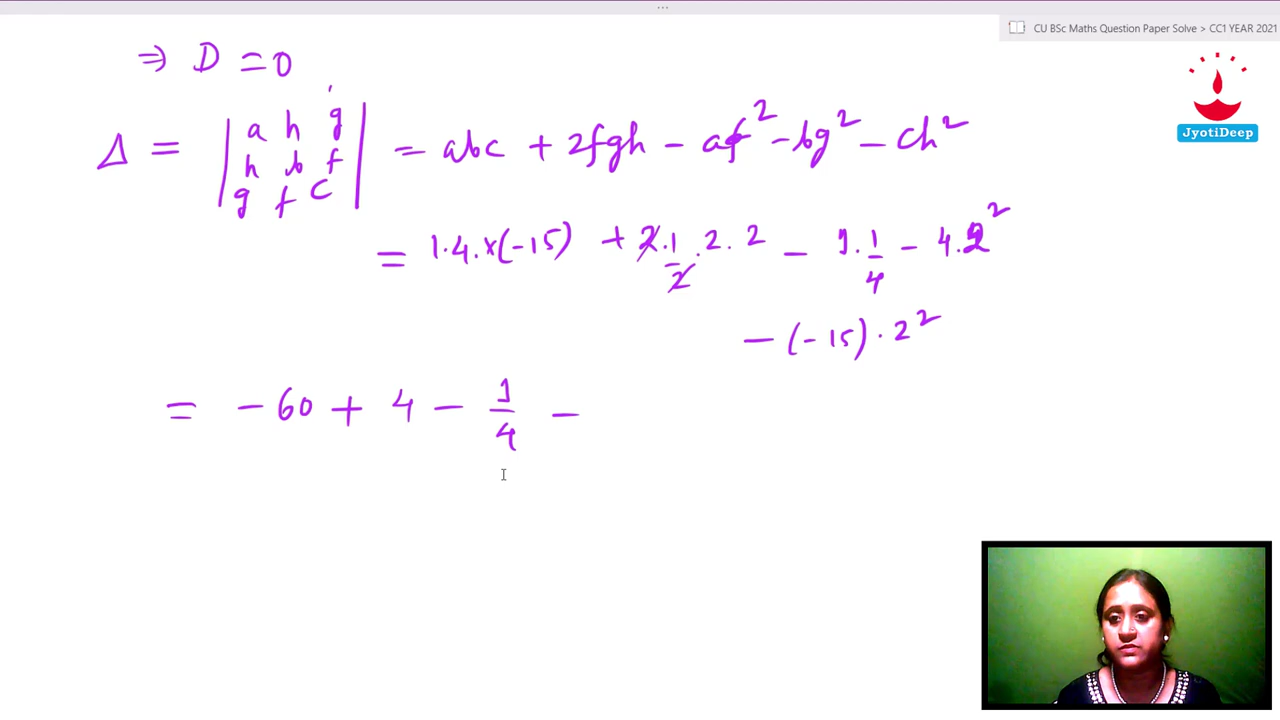 CU BSc Maths Question Paper Solve > CC1 YEAR 2021
JyotiDeep
⇒ D = 0
Δ = | a h g | = abc + 2fgh - af² - bg² - ch²
h b f
g f c
= 1.4.×(-15) + 2.1/2.2.2 - 1.1/4 - 4.2²
- (-15).2²
= - 60 + 4 - 1/4 -